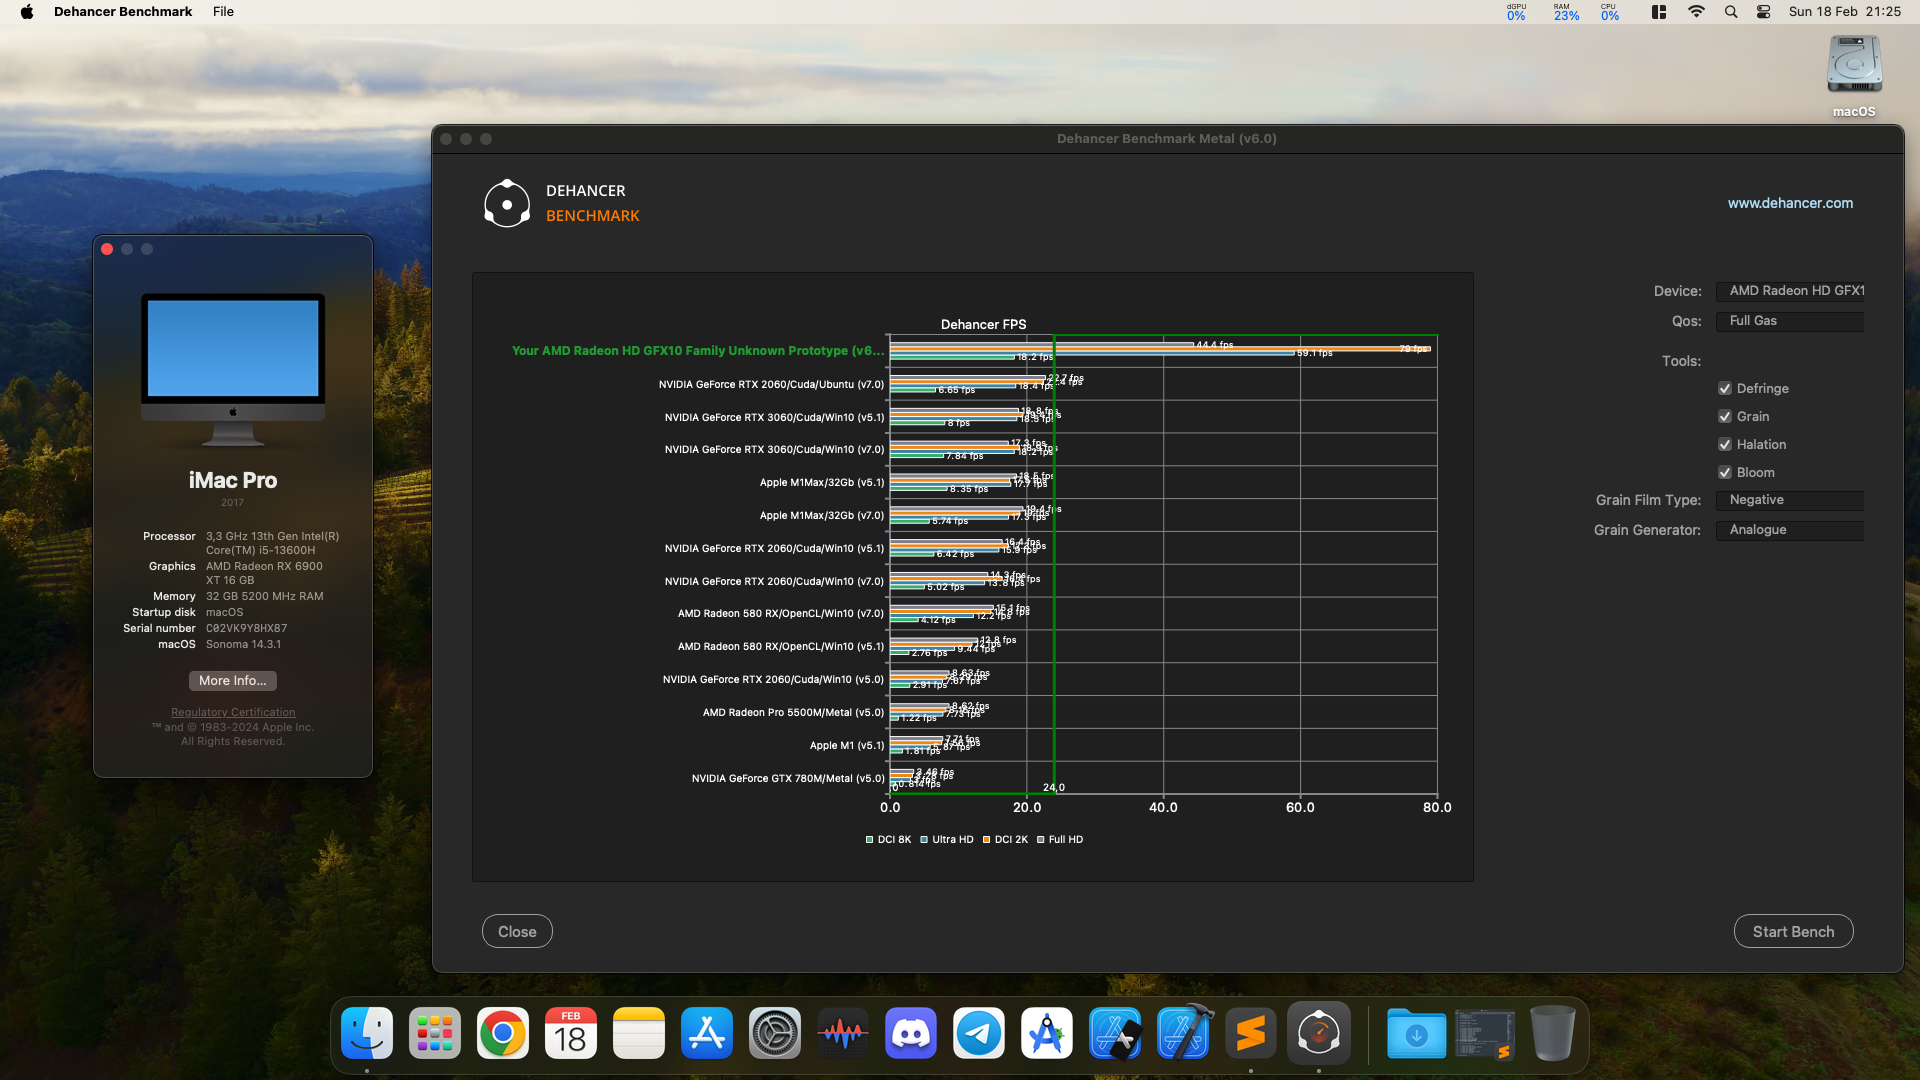 Dehancer Benchmark File
dGPU 0% RAM 23% CPU 0% Sun 18 Feb 21:25
macOS
Dehancer Benchmark Metal (v6.0)
DEHANCER
BENCHMARK
www.dehancer.com
iMac Pro
2017
Processor 3,3 GHz 13th Gen Intel(R)
Core(TM) i5-13600H
Graphics AMD Radeon RX 6900
XT 16 GB
Memory 32 GB 5200 MHz RAM
Startup disk macOS
Serial number C02VK9Y8HX87
macOS Sonoma 14.3.1
More Info...
Regulatory Certification
™ and © 1983-2024 Apple Inc.
All Rights Reserved.
Dehancer FPS
Your AMD Radeon HD GFX10 Family Unknown Prototype (v6...
44.4 fps
79 fps
59.1 fps
18.2 fps
NVIDIA GeForce RTX 2060/Cuda/Ubuntu (v7.0)
22.7 fps
18.4 fps
6.65 fps
NVIDIA GeForce RTX 3060/Cuda/Win10 (v5.1)
18.8 fps
18.5 fps
8 fps
NVIDIA GeForce RTX 3060/Cuda/Win10 (v7.0)
17.3 fps
18.2 fps
7.84 fps
Apple M1Max/32Gb (v5.1)
18.5 fps
17.7 fps
8.35 fps
Apple M1Max/32Gb (v7.0)
19.4 fps
17.3 fps
5.74 fps
NVIDIA GeForce RTX 2060/Cuda/Win10 (v5.1)
16.4 fps
15.9 fps
6.42 fps
NVIDIA GeForce RTX 2060/Cuda/Win10 (v7.0)
14.3 fps
13.8 fps
5.02 fps
AMD Radeon 580 RX/OpenCL/Win10 (v7.0)
15.1 fps
12.2 fps
4.12 fps
AMD Radeon 580 RX/OpenCL/Win10 (v5.1)
12.8 fps
9.44 fps
2.76 fps
NVIDIA GeForce RTX 2060/Cuda/Win10 (v5.0)
8.63 fps
7.67 fps
2.91 fps
AMD Radeon Pro 5500M/Metal (v5.0)
8.62 fps
7.73 fps
1.22 fps
Apple M1 (v5.1)
7.71 fps
5.87 fps
1.81 fps
NVIDIA GeForce GTX 780M/Metal (v5.0)
3.46 fps
0.814 fps
0 24.0
0.0 20.0 40.0 60.0 80.0
DCI 8K Ultra HD DCI 2K Full HD
Device: AMD Radeon HD GFX1
Qos: Full Gas
Tools:
Defringe
Grain
Halation
Bloom
Grain Film Type: Negative
Grain Generator: Analogue
Close
Start Bench
FEB
18